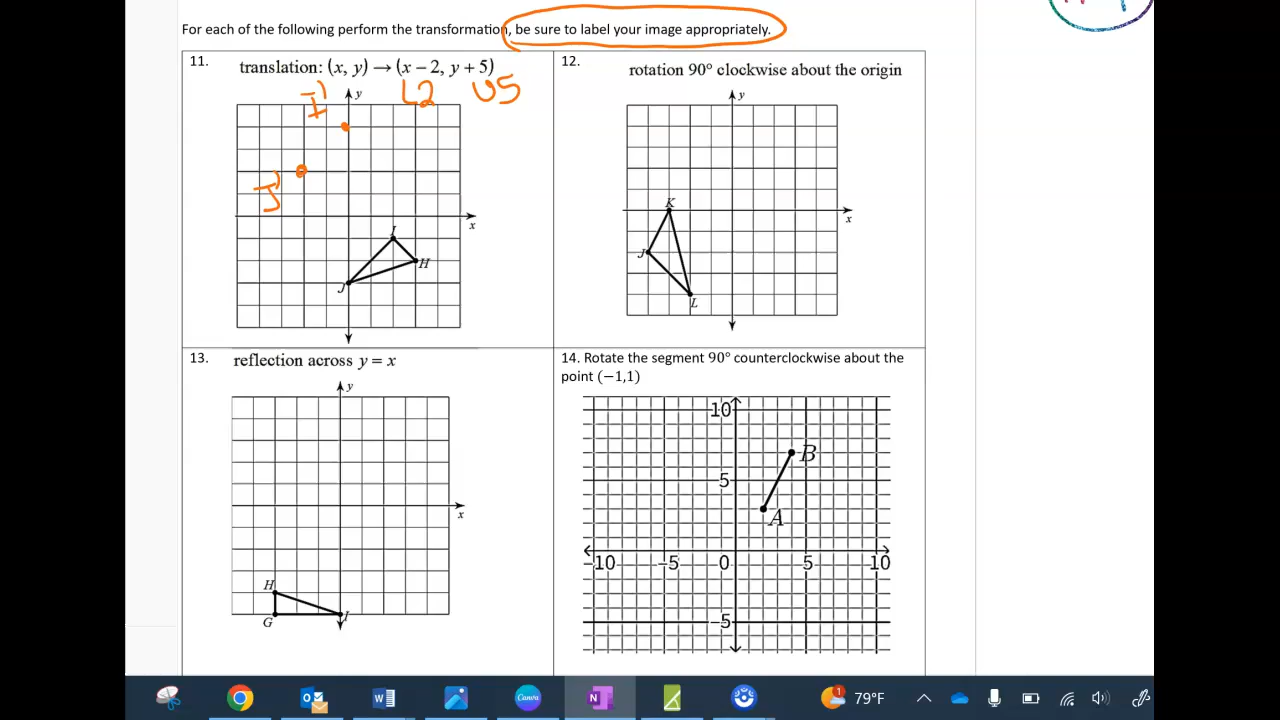 For each of the following perform the transformation, be sure to label your image appropriately.
11.
translation: (x, y) → (x − 2, y + 5)
L2 U5
I'
J'
y
x
I
H
J
12.
rotation 90° clockwise about the origin
y
x
K
J
L
13.
reflection across y = x
y
x
H
G
I
14. Rotate the segment 90° counterclockwise about the
point (−1,1)
10
B
5
A
−10 −5 0 5 10
−5
Canva
N
1
79°F